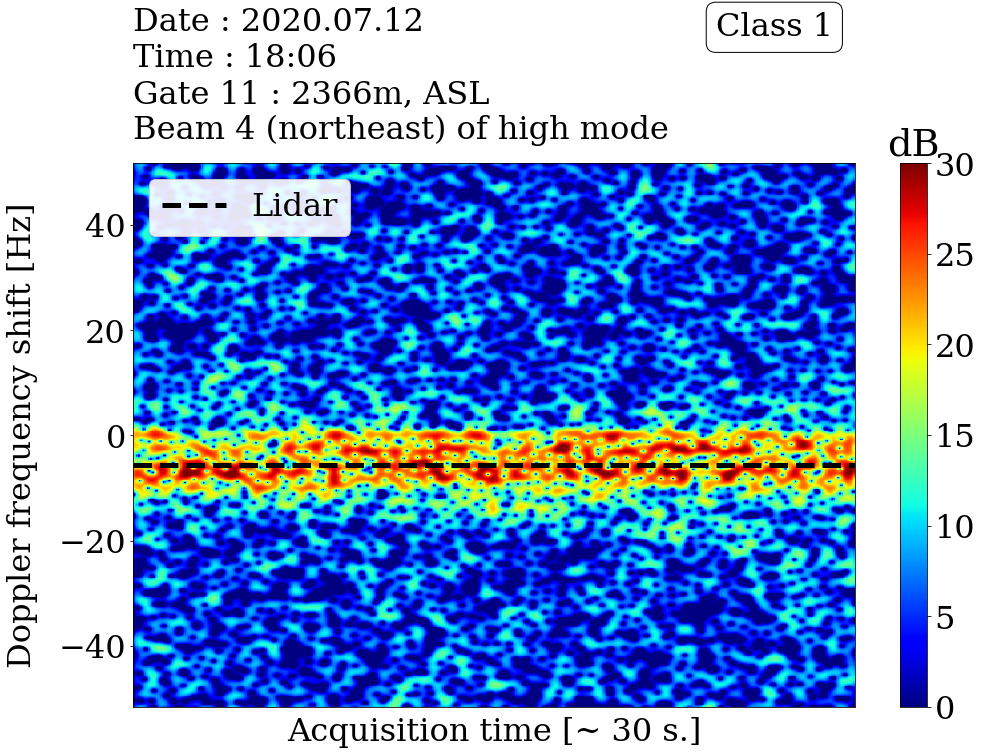 Date : 2020.07.12
Time : 18:06
Gate 11 : 2366m, ASL
Beam 4 (northeast) of high mode
Class 1
dB
Lidar
Doppler frequency shift [Hz]
40
20
0
−20
−40
30
25
20
15
10
5
0
Acquisition time [~ 30 s.]